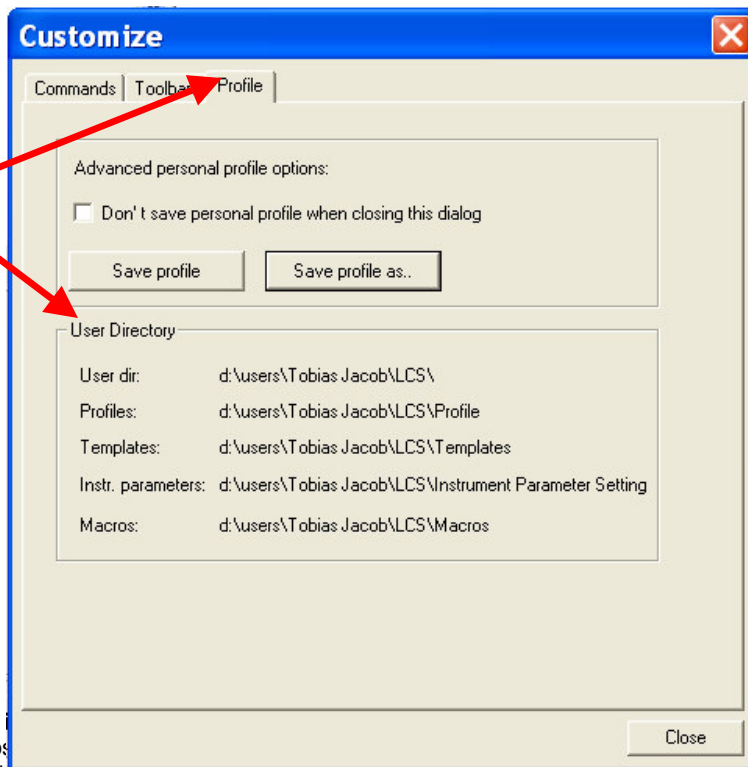 Customize
Commands Profile
Advanced personal profile options:
Don't save personal profile when closing this dialog
Save profile Save profile as..
User Directory
User dir: d:\users\Tobias Jacob\LCS\
Profiles: d:\users\Tobias Jacob\LCS\Profile
Templates: d:\users\Tobias Jacob\LCS\Templates
Instr. parameters: d:\users\Tobias Jacob\LCS\Instrument Parameter Setting
Macros: d:\users\Tobias Jacob\LCS\Macros
Close